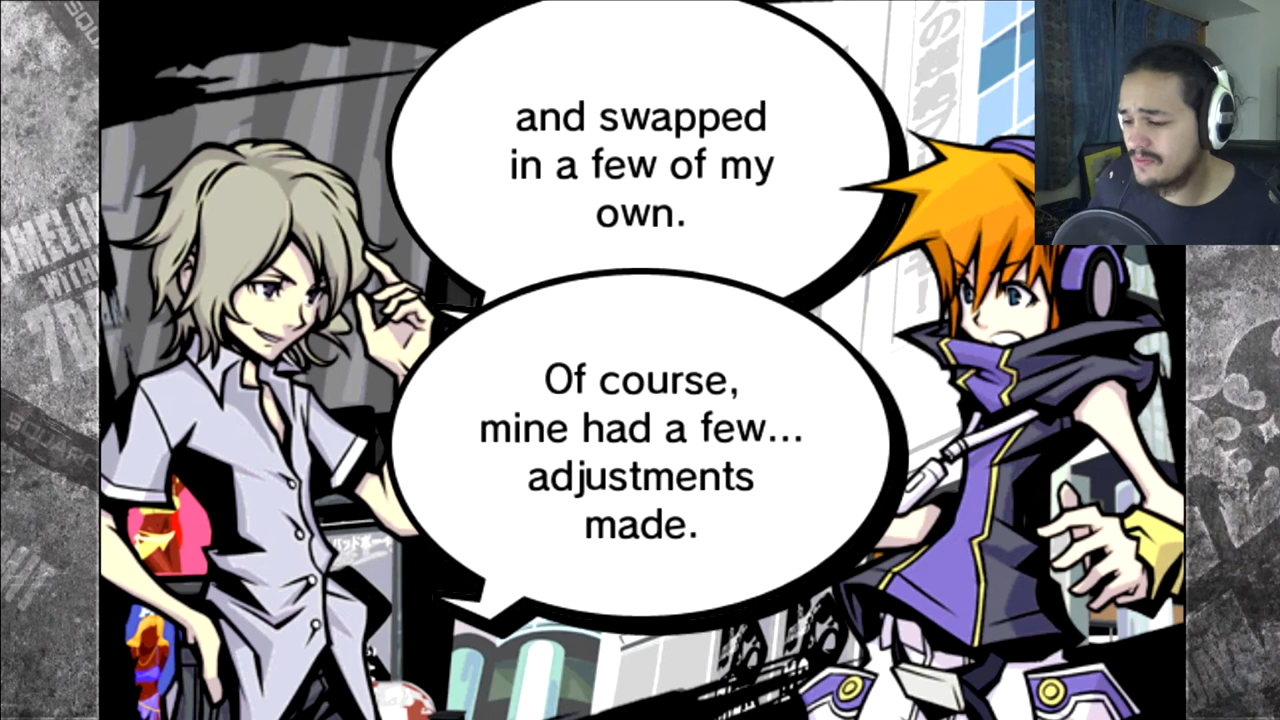 and swapped
in a few of my
own.
Of course,
mine had a few...
adjustments
made.